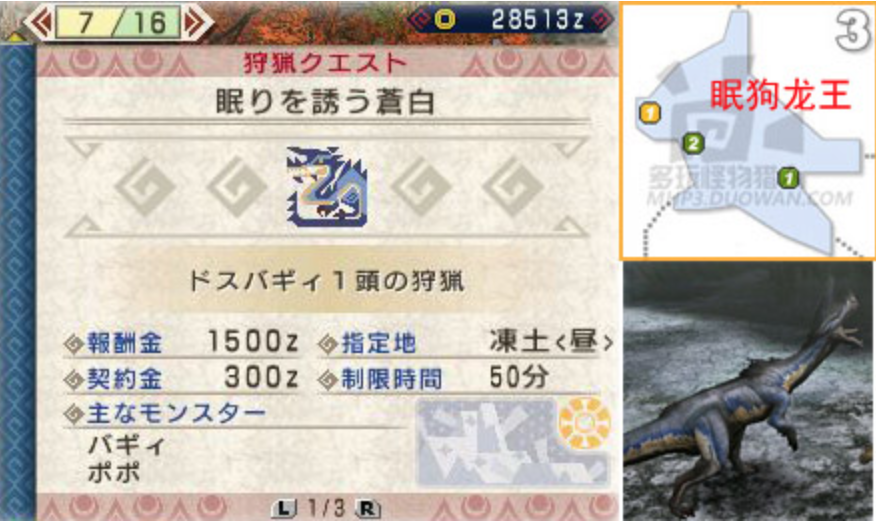 7/16
28513z
狩猟クエスト
眠りを誘う蒼白
ドスバギィ1頭の狩猟
報酬金 1500z
指定地 凍土<昼>
契約金 300z
制限時間 50分
主なモンスター
バギィ
ポポ
L 1/3 R
3
眠狗龙王
1
2
1
多玩怪物猎
MHP3.DUOWAN.COM